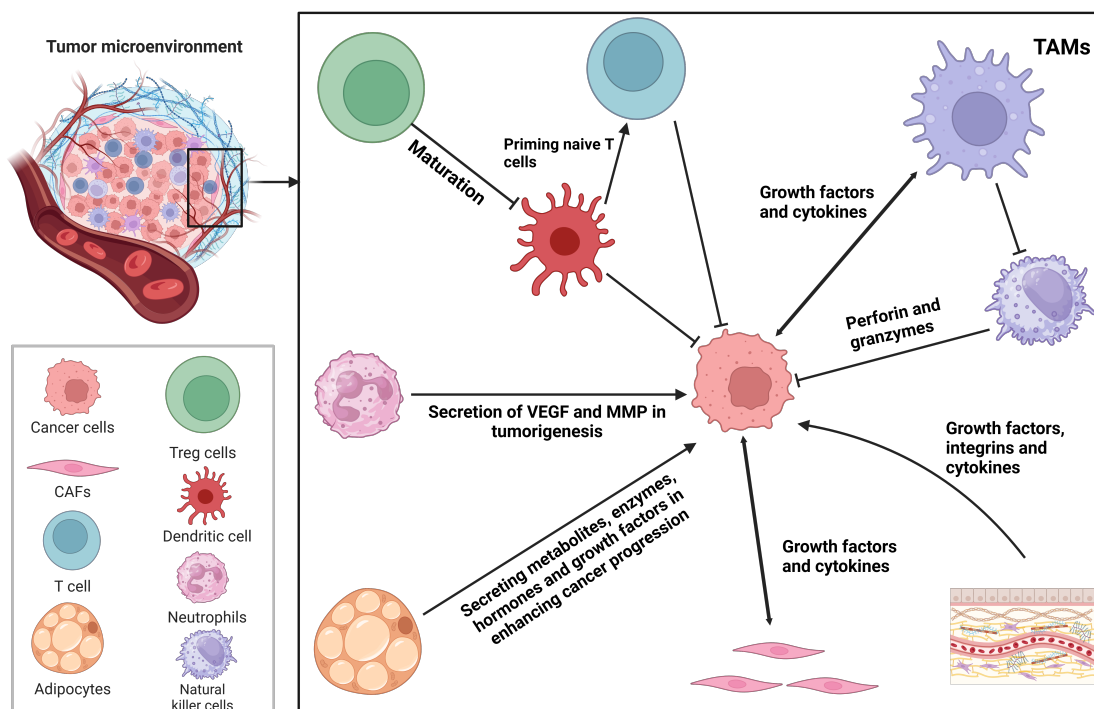 Tumor microenvironment
TAMs
Priming naive T
cells
Maturation
Growth factors
and cytokines
Perforin and
granzymes
Secretion of VEGF and MMP in
tumorigenesis
Growth factors,
integrins and
cytokines
Secreting metabolites, enzymes,
hormones and growth factors in
enhancing cancer progression
Growth factors
and cytokines
Cancer cells
Treg cells
CAFs
Dendritic cell
T cell
Neutrophils
Adipocytes
Natural
killer cells